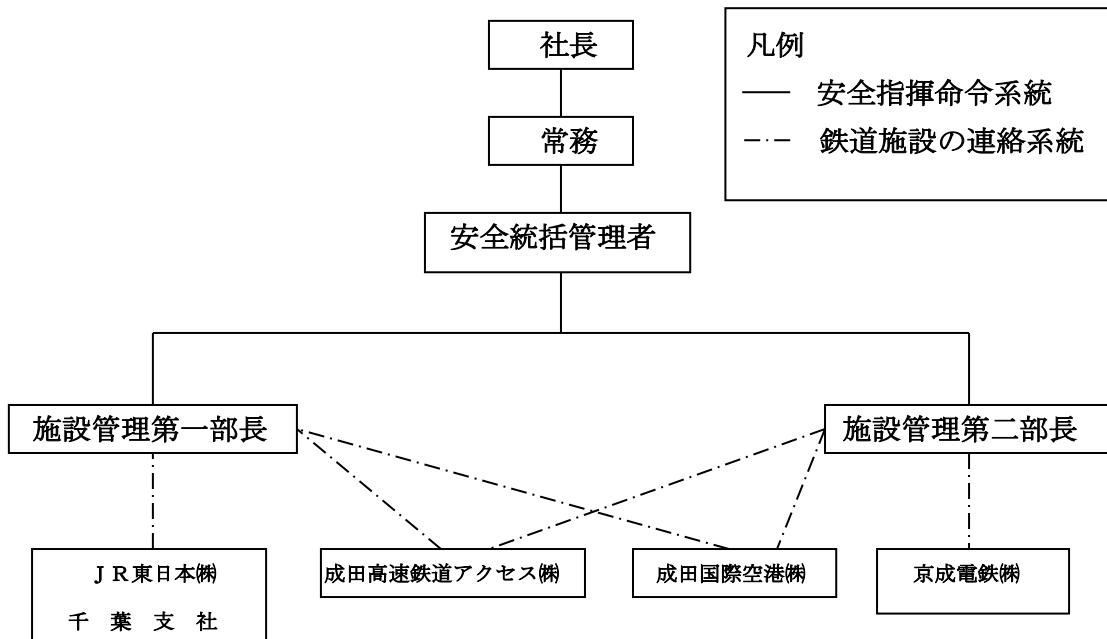 社長
凡例
安全指揮命令系統
鉄道施設の連絡系統
常務
安全統括管理者
施設管理第一部長
施設管理第二部長
ＪＲ東日本㈱
千 葉 支 社
成田高速鉄道アクセス㈱
成田国際空港㈱
京成電鉄㈱